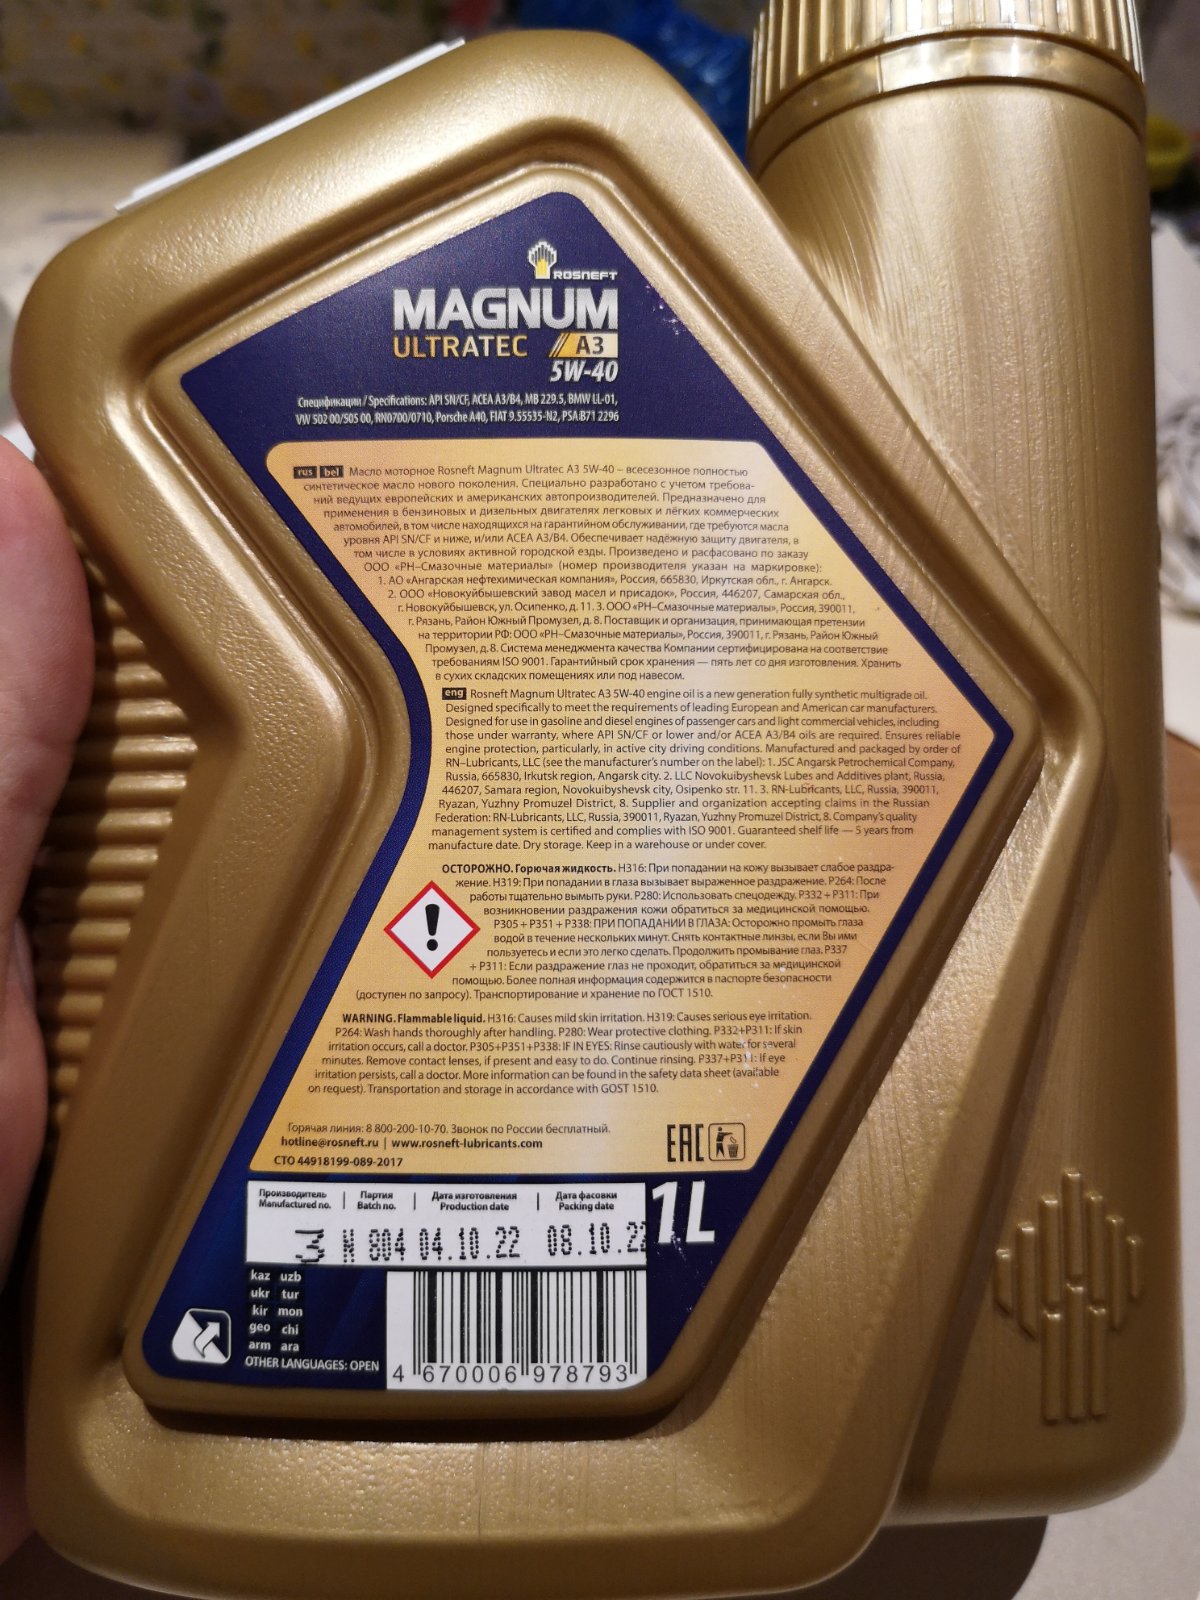 ROSNEFT
MAGNUM
ULTRATEC A3
5W-40
Спецификации / Specifications: API SN/CF, ACEA A3/B4, MB 229.5, BMW LL-01,
VW 502 00/505 00, RN0700/0710, Porsche A40, FIAT 9.55535-N2, PSA B71 2296
rus bel Масло моторное Rosneft Magnum Ultratec A3 5W-40 – всесезонное полностью
синтетическое масло нового поколения. Специально разработано с учетом требова-
ний ведущих европейских и американских автопроизводителей. Предназначено для
применения в бензиновых и дизельных двигателях легковых и лёгких коммерческих
автомобилей, в том числе находящихся на гарантийном обслуживании, где требуются масла
уровня API SN/CF и ниже, и/или ACEA A3/B4. Обеспечивает надёжную защиту двигателя, в
том числе в условиях активной городской езды. Произведено и расфасовано по заказу
ООО «РН–Смазочные материалы» (номер производителя указан на маркировке):
1. АО «Ангарская нефтехимическая компания», Россия, 665830, Иркутская обл., г. Ангарск.
2. ООО «Новокуйбышевский завод масел и присадок», Россия, 446207, Самарская обл.,
г. Новокуйбышевск, ул. Осипенко, д. 11. 3. ООО «РН–Смазочные материалы», Россия, 390011,
г. Рязань, Район Южный Промузел, д. 8. Поставщик и организация, принимающая претензии
на территории РФ: ООО «РН–Смазочные материалы», Россия, 390011, г. Рязань, Район Южный
Промузел, д. 8. Система менеджмента качества Компании сертифицирована на соответствие
требованиям ISO 9001. Гарантийный срок хранения — пять лет со дня изготовления. Хранить
в сухих складских помещениях или под навесом.
eng Rosneft Magnum Ultratec A3 5W-40 engine oil is a new generation fully synthetic multigrade oil.
Designed specifically to meet the requirements of leading European and American car manufacturers.
Designed for use in gasoline and diesel engines of passenger cars and light commercial vehicles, including
those under warranty, where API SN/CF or lower and/or ACEA A3/B4 oils are required. Ensures reliable
engine protection, particularly, in active city driving conditions. Manufactured and packaged by order of
RN–Lubricants, LLC (see the manufacturer's number on the label): 1. JSC Angarsk Petrochemical Company,
Russia, 665830, Irkutsk region, Angarsk city. 2. LLC Novokuibyshevsk Lubes and Additives plant, Russia,
446207, Samara region, Novokuibyshevsk city, Osipenko str. 11. 3. RN-Lubricants, LLC, Russia, 390011,
Ryazan, Yuzhny Promuzel District, 8. Supplier and organization accepting claims in the Russian
Federation: RN-Lubricants, LLC, Russia, 390011, Ryazan, Yuzhny Promuzel District, 8. Company's quality
management system is certified and complies with ISO 9001. Guaranteed shelf life — 5 years from
manufacture date. Dry storage. Keep in a warehouse or under cover.
ОСТОРОЖНО. Горючая жидкость. H316: При попадании на кожу вызывает слабое раздра-
жение. H319: При попадании в глаза вызывает выраженное раздражение. P264: После
работы тщательно вымыть руки. P280: Использовать спецодежду. P332 + P311: При
возникновении раздражения кожи обратиться за медицинской помощью.
P305 + P351 + P338: ПРИ ПОПАДАНИИ В ГЛАЗА: Осторожно промыть глаза
водой в течение нескольких минут. Снять контактные линзы, если Вы ими
пользуетесь и если это легко сделать. Продолжить промывание глаз. P337
+ P311: Если раздражение глаз не проходит, обратиться за медицинской
помощью. Более полная информация содержится в паспорте безопасности
(доступен по запросу). Транспортирование и хранение по ГОСТ 1510.
WARNING. Flammable liquid. H316: Causes mild skin irritation. H319: Causes serious eye irritation.
P264: Wash hands thoroughly after handling. P280: Wear protective clothing. P332+P311: If skin
irritation occurs, call a doctor. P305+P351+P338: IF IN EYES: Rinse cautiously with water for several
minutes. Remove contact lenses, if present and easy to do. Continue rinsing. P337+P311: If eye
irritation persists, call a doctor. More information can be found in the safety data sheet (available
on request). Transportation and storage in accordance with GOST 1510.
Горячая линия: 8 800-200-10-70. Звонок по России бесплатный.
hotline@rosneft.ru | www.rosneft-lubricants.com
СТО 44918199-089-2017
EAC
Производитель | Партия | Дата изготовления | Дата фасовки
Manufactured no. Batch no. Production date Packing date
3 N 804 04.10.22 08.10.22
1L
kaz uzb
ukr tur
kir mon
geo chi
arm ara
OTHER LANGUAGES: OPEN
4 670006 978793